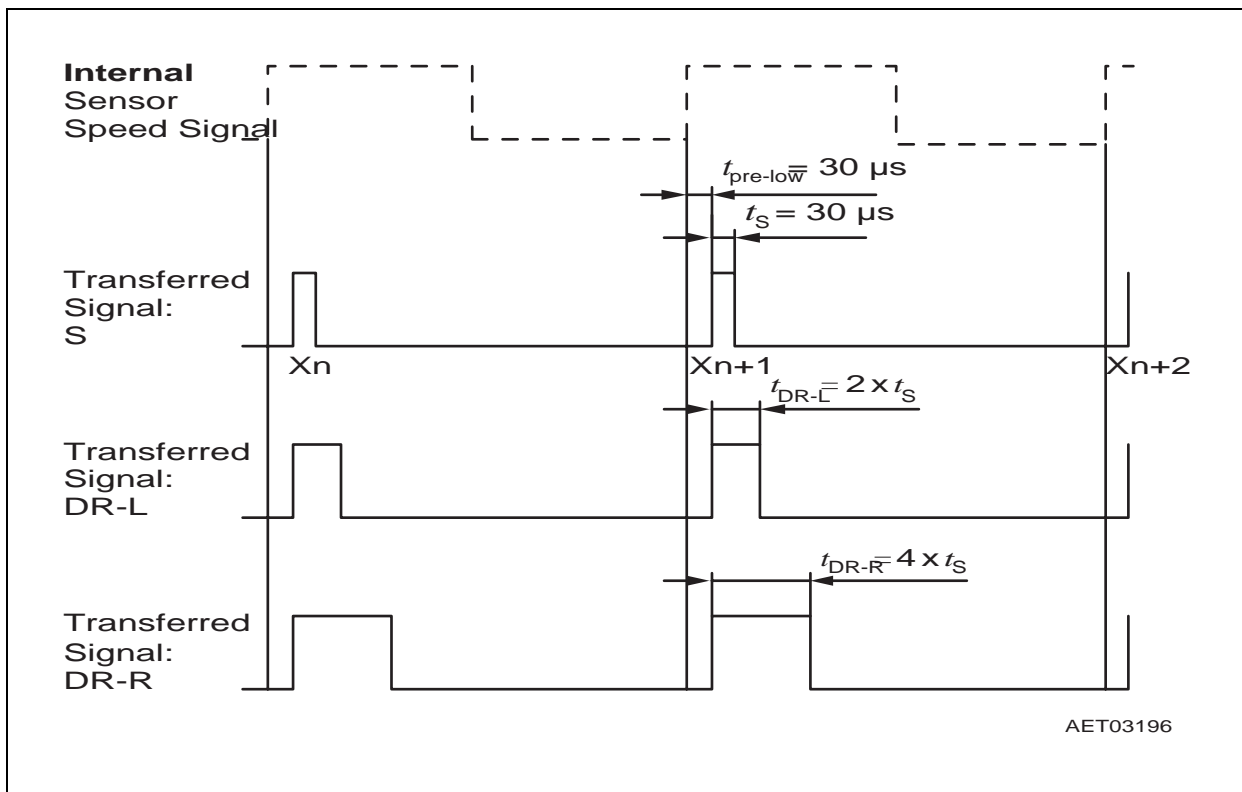 Internal
Sensor
Speed Signal
tpre-low = 30 µs
tS = 30 µs
Transferred
Signal:
S
Xn
Xn+1
Xn+2
tDR-L = 2 x tS
Transferred
Signal:
DR-L
tDR-R = 4 x tS
Transferred
Signal:
DR-R
AET03196